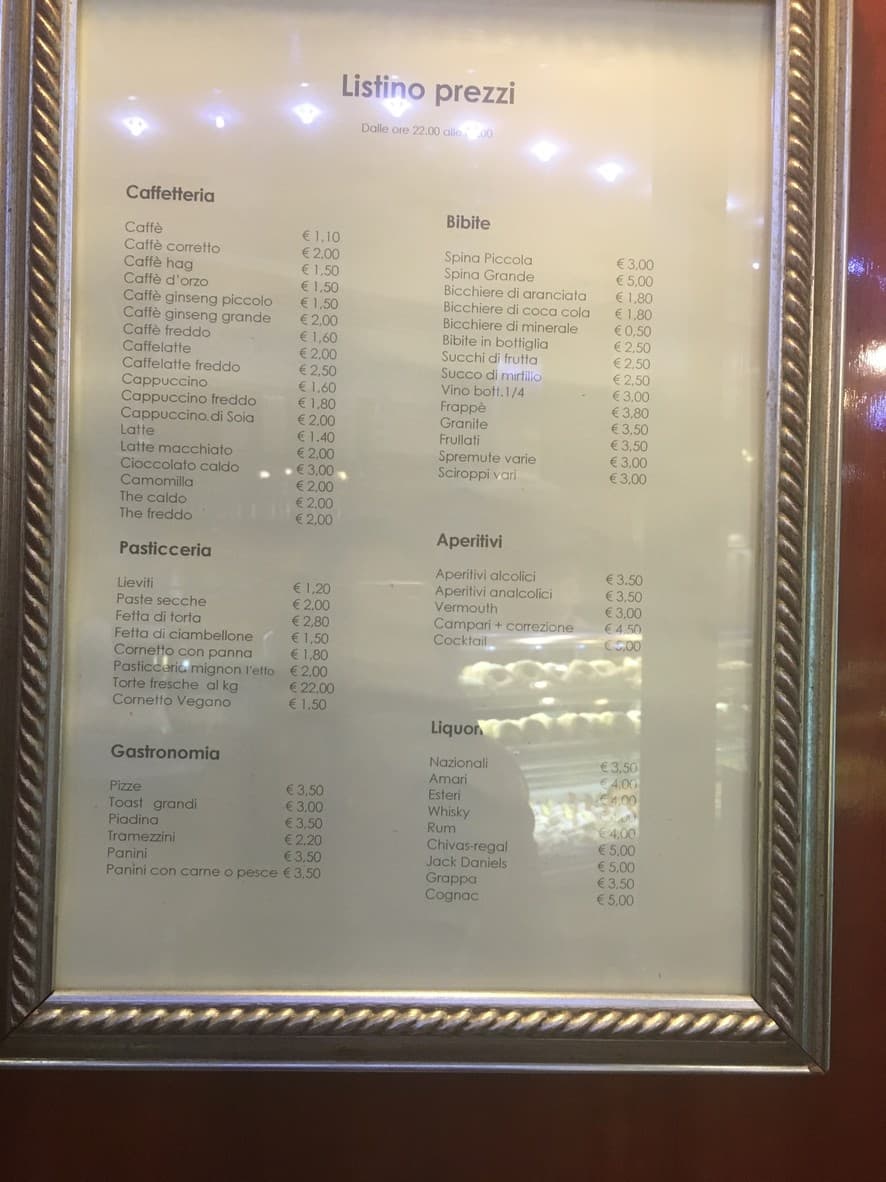 Listino prezzi
Dalle ore 22.00 alle
Caffetteria
Caffè € 1,10
Caffè corretto € 2,00
Caffè hag € 1,50
Caffè d'orzo € 1,50
Caffè ginseng piccolo € 1,50
Caffè ginseng grande € 2,00
Caffè freddo € 1,60
Caffelatte € 2,00
Caffelatte freddo € 2,50
Cappuccino € 1,60
Cappuccino freddo € 1,80
Cappuccino di Soia € 2,00
Latte € 1.40
Latte macchiato € 2,00
Cioccolato caldo € 3,00
Camomilla € 2,00
The caldo € 2,00
The freddo € 2,00
Pasticceria
Lieviti € 1,20
Paste secche € 2,00
Fetta di torta € 2,80
Fetta di ciambellone € 1,50
Cornetto con panna € 1,80
Pasticceria mignon l'etto € 2,00
Torte fresche al kg € 22,00
Cornetto Vegano € 1,50
Gastronomia
Pizze € 3,50
Toast grandi € 3,00
Piadina € 3,50
Tramezzini € 2,20
Panini € 3,50
Panini con carne o pesce € 3,50
Bibite
Spina Piccola € 3,00
Spina Grande € 5,00
Bicchiere di aranciata € 1,80
Bicchiere di coca cola € 1,80
Bicchiere di minerale € 0,50
Bibite in bottiglia € 2,50
Succhi di frutta € 2,50
Succo di mirtillo € 2,50
Vino bott.1/4 € 3,00
Frappè € 3,80
Granite € 3,50
Frullati € 3,50
Spremute varie € 3,00
Sciroppi vari € 3,00
Aperitivi
Aperitivi alcolici € 3,50
Aperitivi analcolici € 3,50
Vermouth € 3,00
Campari + correzione € 4,50
Cocktail € 5,00
Liquori
Nazionali € 3,50
Amari € 4,00
Esteri € 4,00
Whisky
Rum € 4,00
Chivas-regal € 5,00
Jack Daniels € 5,00
Grappa € 3,50
Cognac € 5,00